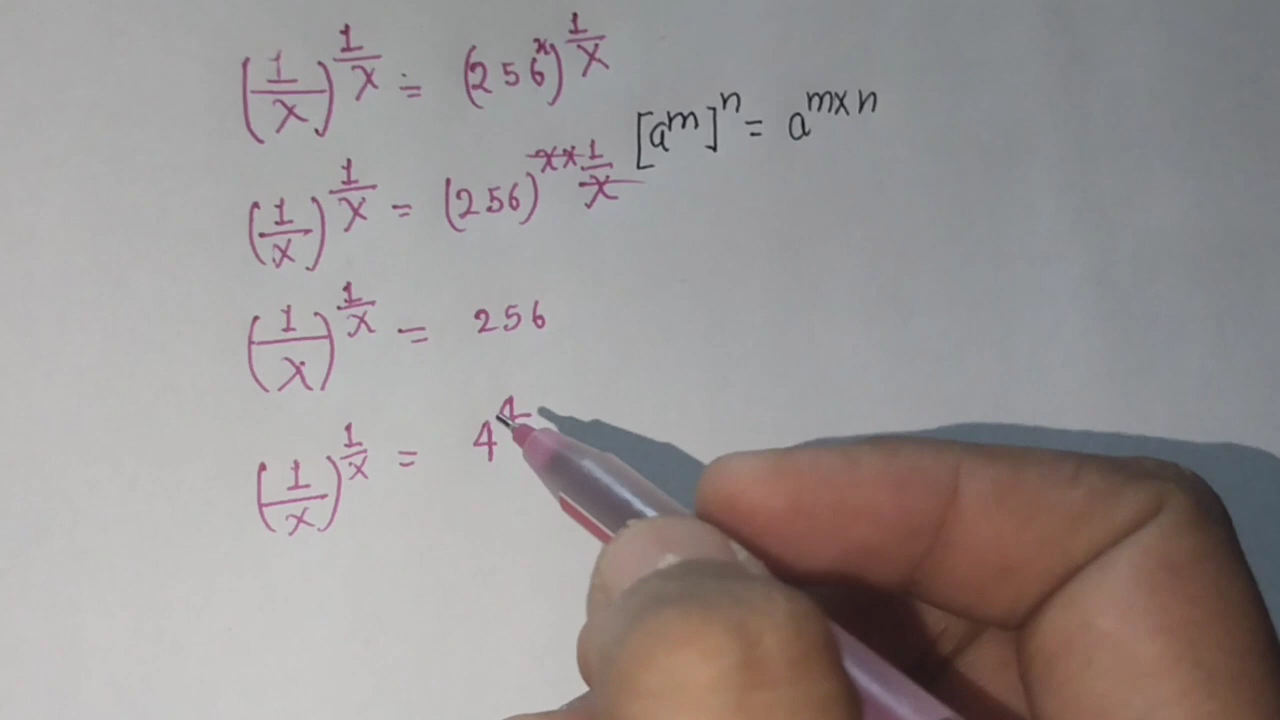 (1/x)^(1/x) = (256^x)^(1/x)
[a^m]^n = a^(m×n)
(1/x)^(1/x) = (256)^(x×1/x)
(1/x)^(1/x) = 256
(1/x)^(1/x) = 4^4